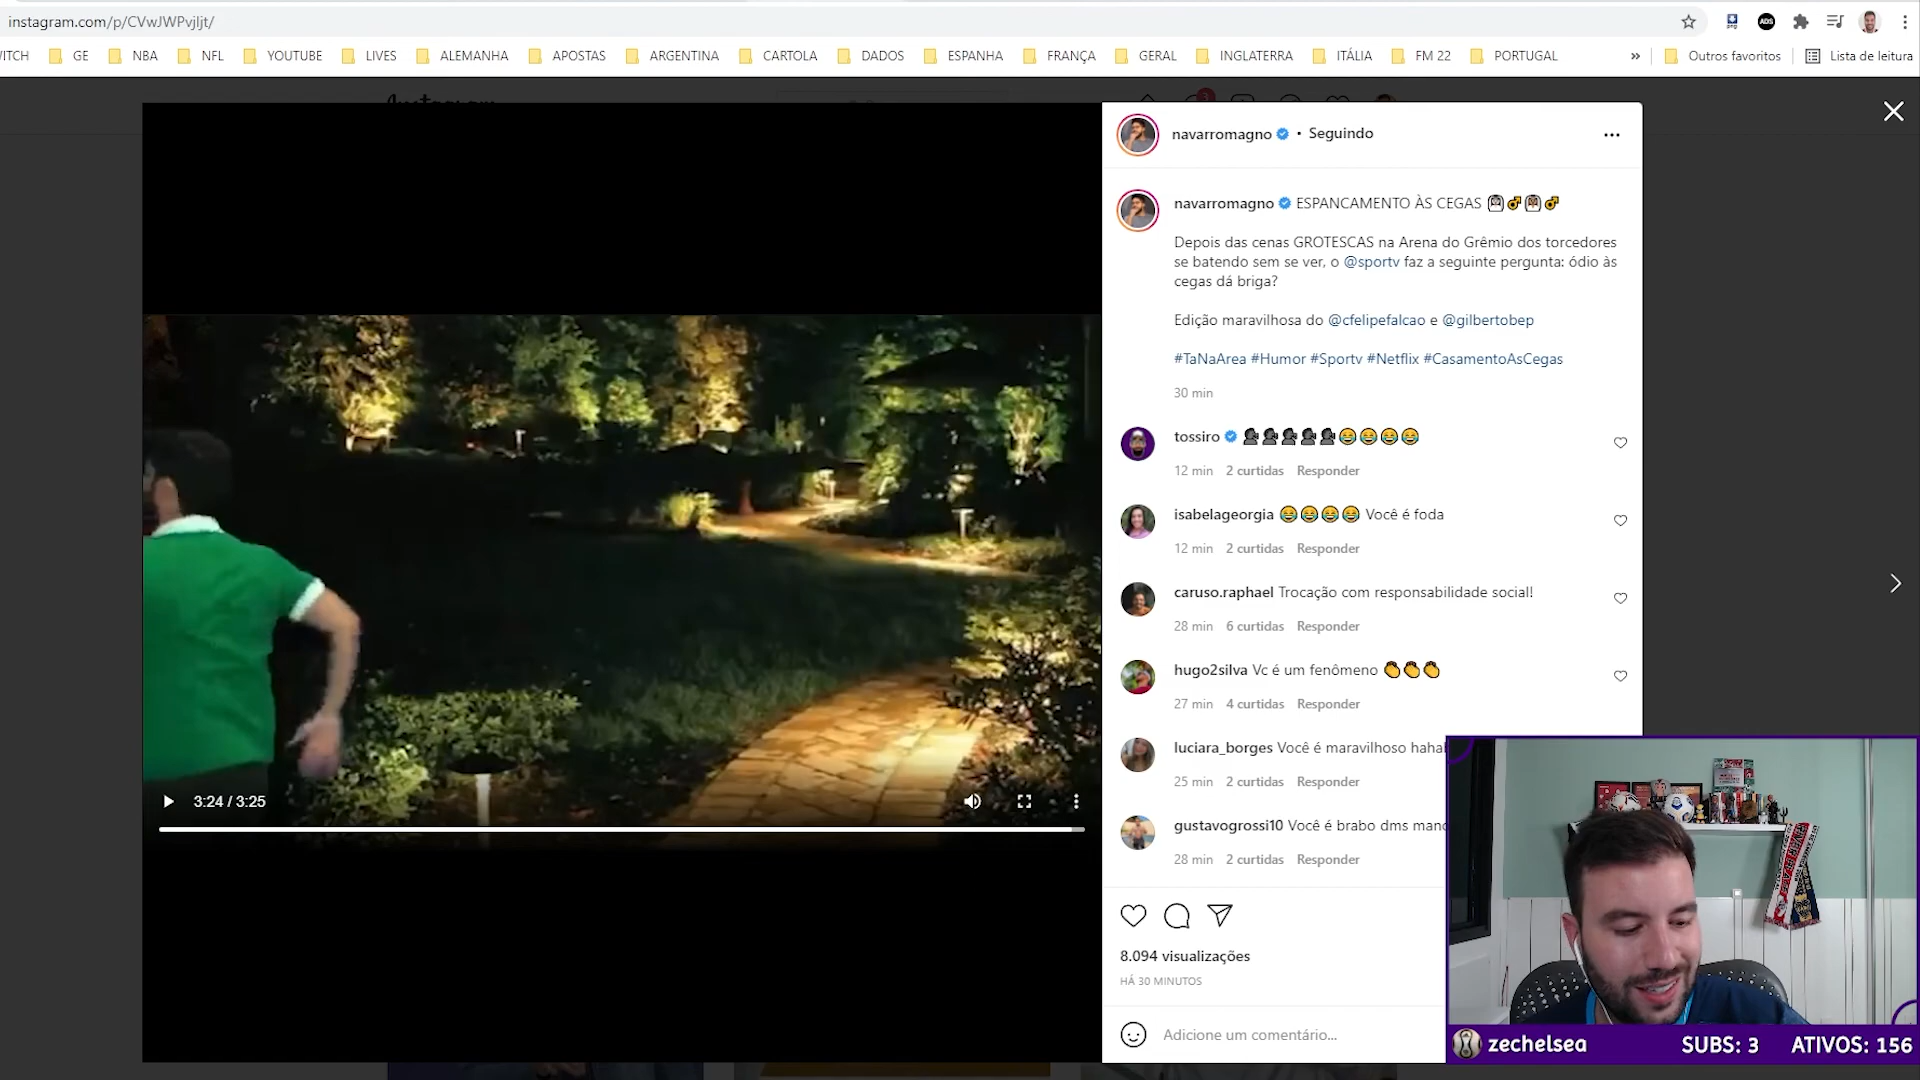 instagram.com/p/CVwJWPvjIjt/
GE NBA NFL YOUTUBE LIVES ALEMANHA APOSTAS ARGENTINA CARTOLA DADOS ESPANHA FRANÇA GERAL INGLATERRA ITÁLIA FM 22 PORTUGAL » Outros favoritos Lista de leitura
navarromagno • Seguindo
navarromagno ESPANCAMENTO ÀS CEGAS
Depois das cenas GROTESCAS na Arena do Grêmio dos torcedores
se batendo sem se ver, o @sportv faz a seguinte pergunta: ódio às
cegas dá briga?
Edição maravilhosa do @cfelipefalcao e @gilbertobep
#TaNaArea #Humor #Sportv #Netflix #CasamentoAsCegas
30 min
tossiro 🗣🗣🗣🗣🗣😂😂😂😂
12 min 2 curtidas Responder
isabelageorgia 😂😂😂😂 Você é foda
12 min 2 curtidas Responder
caruso.raphael Trocação com responsabilidade social!
28 min 6 curtidas Responder
hugo2silva Vc é um fenômeno 👏👏👏
27 min 4 curtidas Responder
luciara_borges Você é maravilhoso
25 min 2 curtidas Responder
gustavogrossi10 Você é brabo dms
28 min 2 curtidas Responder
3:24 / 3:25
8.094 visualizações
HÁ 30 MINUTOS
Adicione um comentário...
zechelsea SUBS: 3 ATIVOS: 156